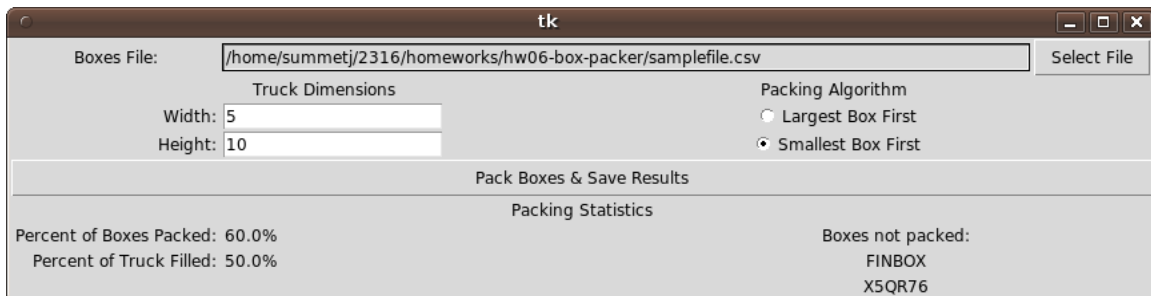 tk
Boxes File: /home/summetj/2316/homeworks/hw06-box-packer/samplefile.csv Select File
Truck Dimensions Packing Algorithm
Width: 5 Largest Box First
Height: 10 Smallest Box First
Pack Boxes & Save Results
Packing Statistics
Percent of Boxes Packed: 60.0% Boxes not packed:
Percent of Truck Filled: 50.0% FINBOX
X5QR76